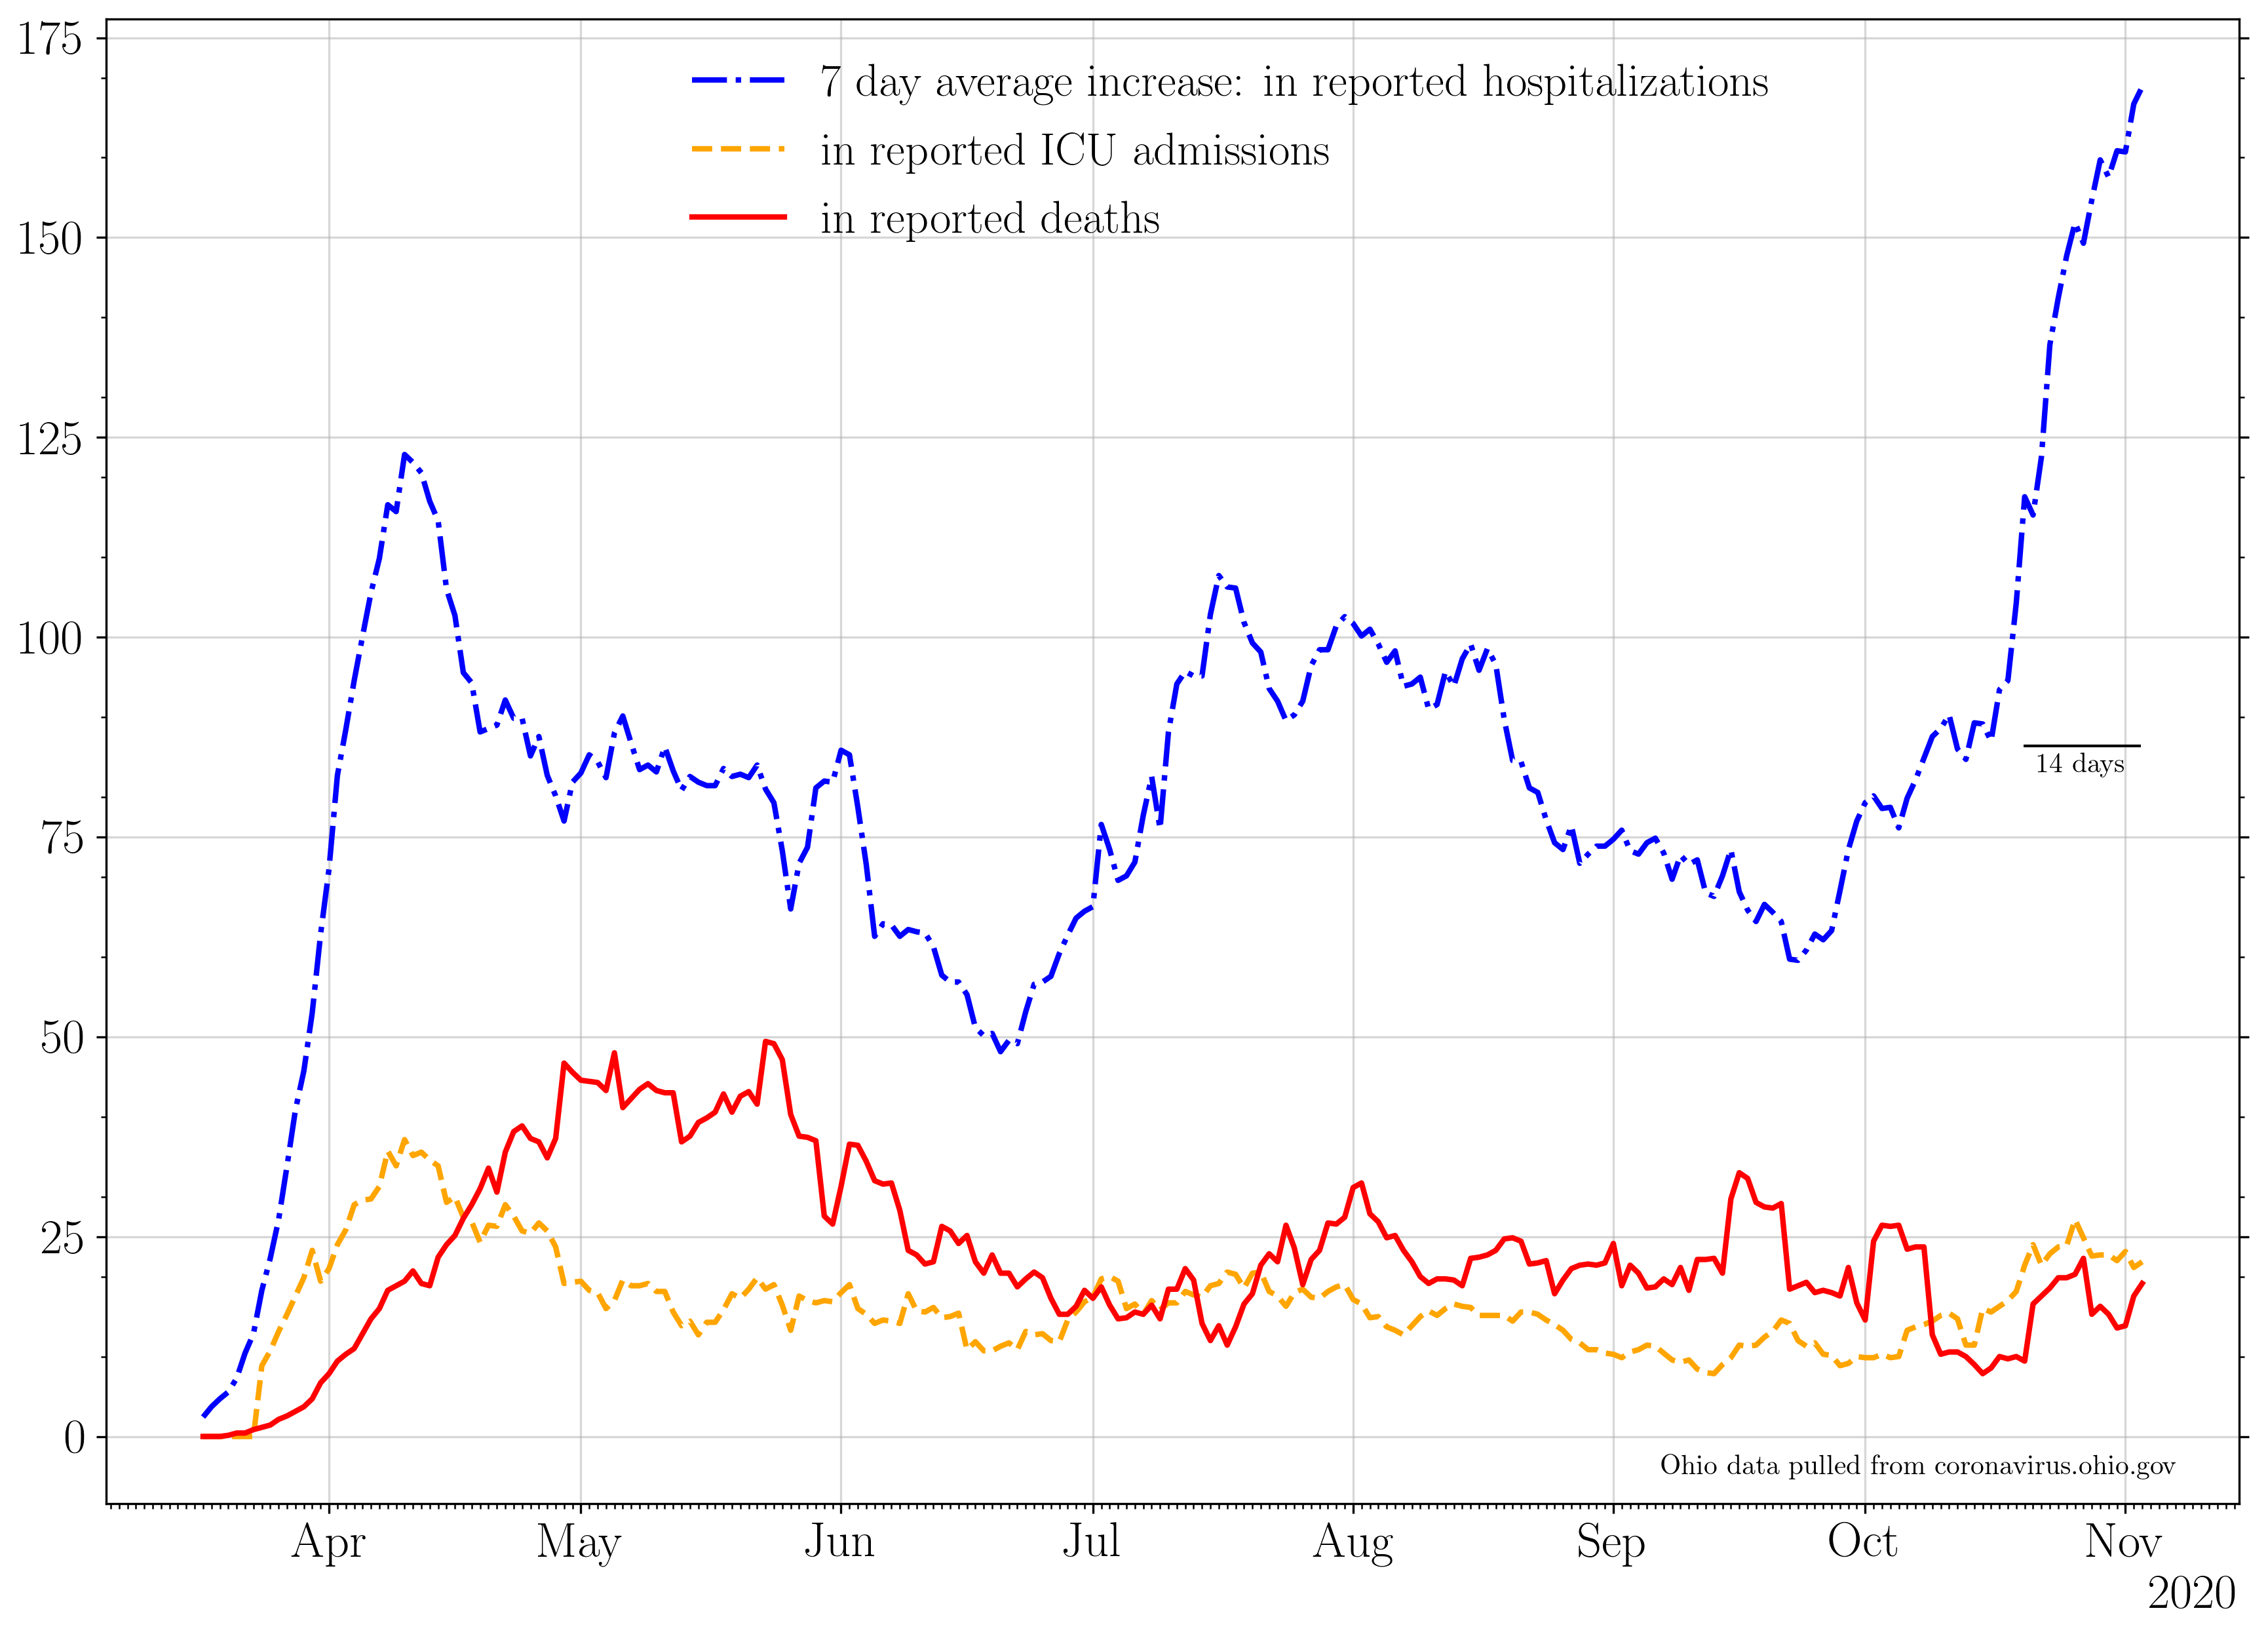 175
7 day average increase: in reported hospitalizations
in reported ICU admissions
in reported deaths
150
125
100
14 days
75
50
25
0
Ohio data pulled from coronavirus.ohio.gov
Apr May Jun Jul Aug Sep Oct Nov
2020